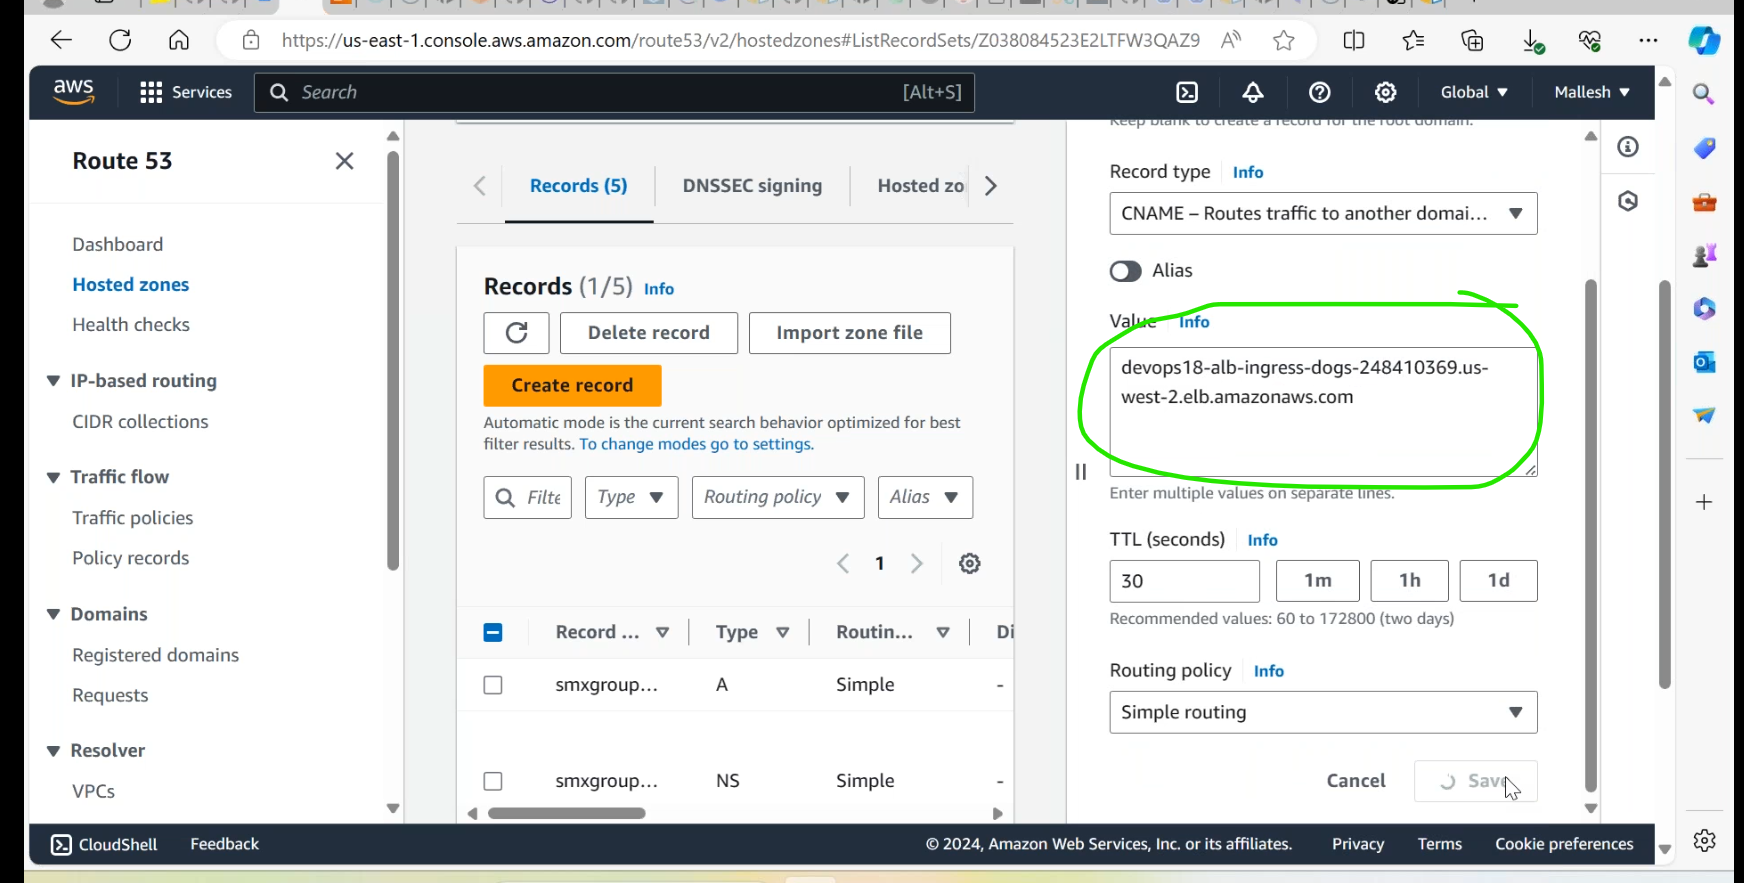 https://us-east-1.console.aws.amazon.com/route53/v2/hostedzones#ListRecordSets/Z038084523E2LTFW3QAZ9
aws
Services
Search
[Alt+S]
Global
Mallesh
Route 53
Dashboard
Hosted zones
Health checks
IP-based routing
CIDR collections
Traffic flow
Traffic policies
Policy records
Domains
Registered domains
Requests
Resolver
VPCs
Records (5)
DNSSEC signing
Hosted zo
Records (1/5) Info
Delete record
Import zone file
Create record
Automatic mode is the current search behavior optimized for best
filter results. To change modes go to settings.
Filte
Type
Routing policy
Alias
1
Record ...
Type
Routin...
Di
smxgroup...
A
Simple
-
smxgroup...
NS
Simple
-
Keep blank to create a record for the root domain.
Record type Info
CNAME – Routes traffic to another domai...
Alias
Value Info
devops18-alb-ingress-dogs-248410369.us-
west-2.elb.amazonaws.com
Enter multiple values on separate lines.
TTL (seconds) Info
30
1m
1h
1d
Recommended values: 60 to 172800 (two days)
Routing policy Info
Simple routing
Cancel
Save
CloudShell
Feedback
© 2024, Amazon Web Services, Inc. or its affiliates.
Privacy
Terms
Cookie preferences